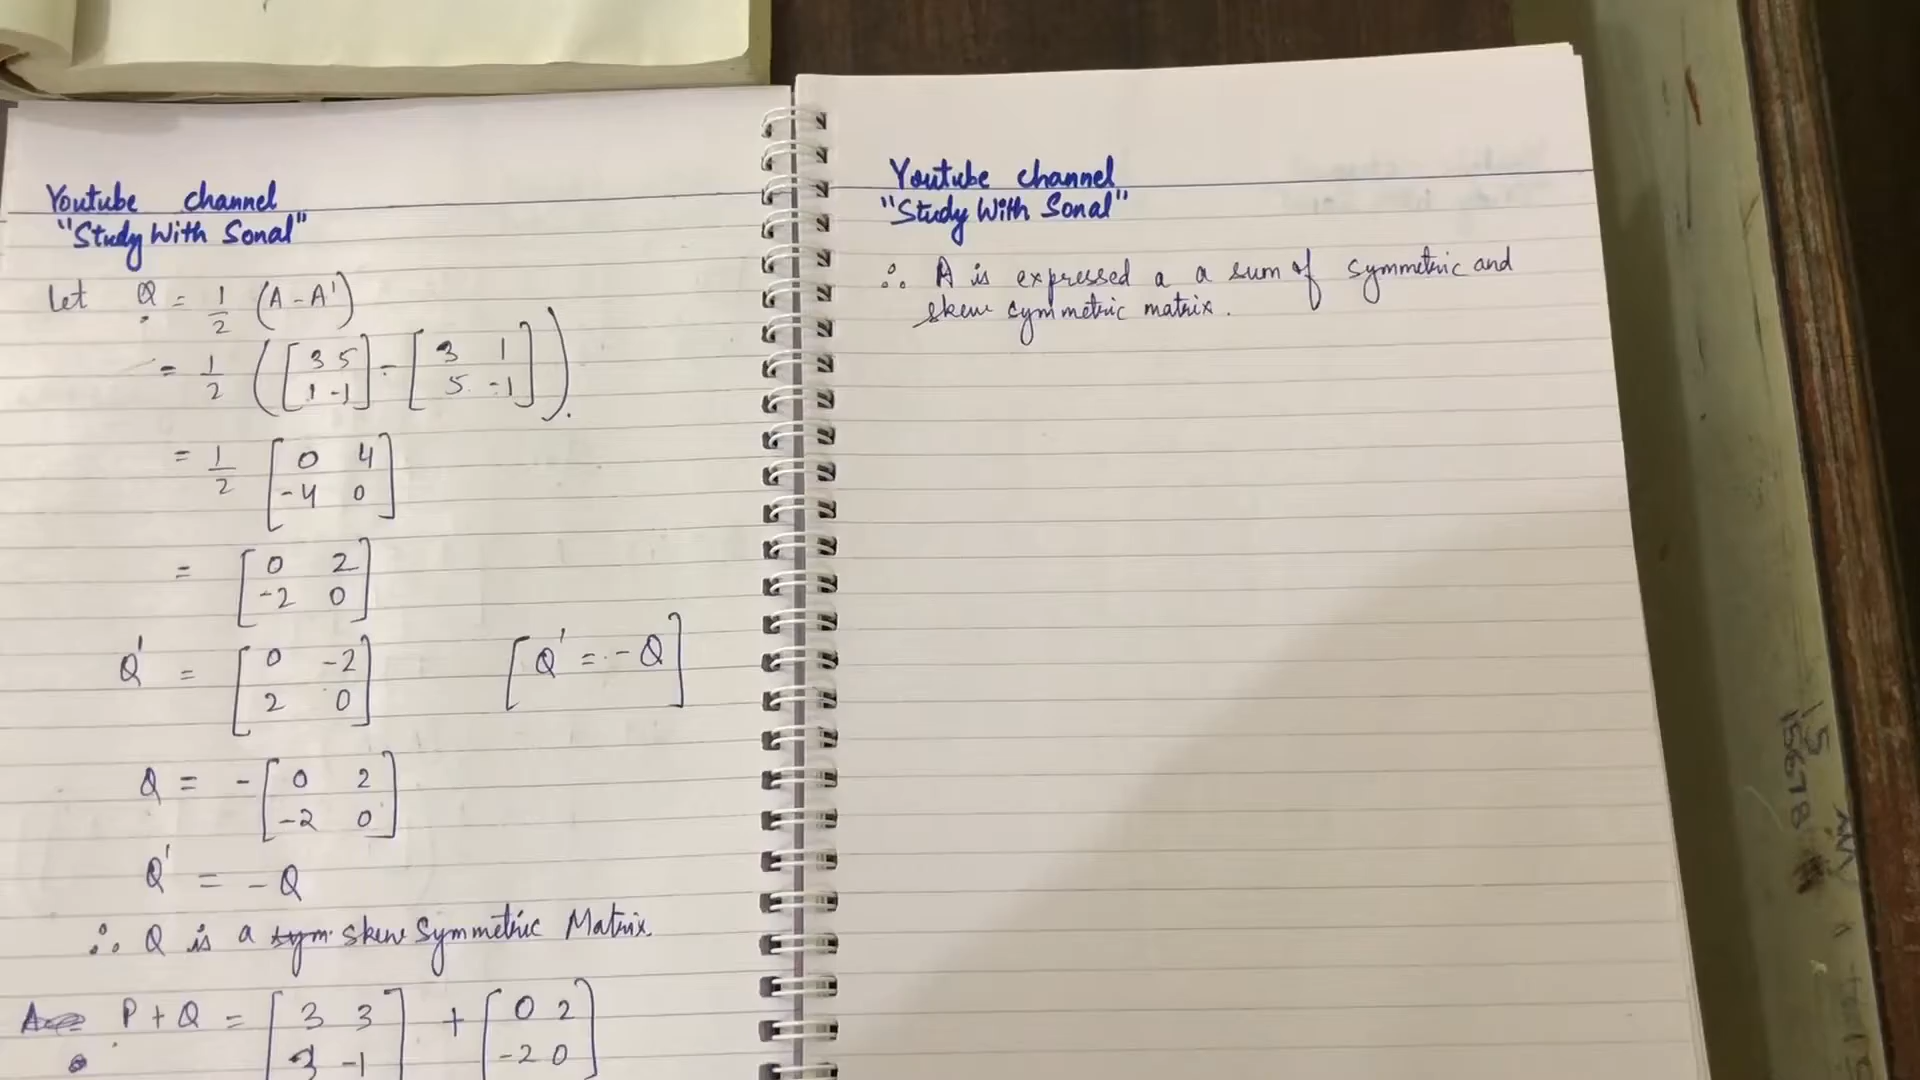 Youtube channel
"Study With Sonal"
Let Q = 1/2 (A - A')
= 1/2 ([3 5
1 -1] - [3 1
5 -1]).
= 1/2 [0 4
-4 0]
= [0 2
-2 0]
Q' = [0 -2
2 0] [Q' = - Q]
Q = - [0 2
-2 0]
Q' = - Q
∴ Q is a skew Symmetric Matrix.
P + Q = [3 3
3 -1] + [0 2
-2 0]
Youtube channel
"Study With Sonal"
∴ A is expressed a a sum of symmetric and
skew symmetric matrix.
15678